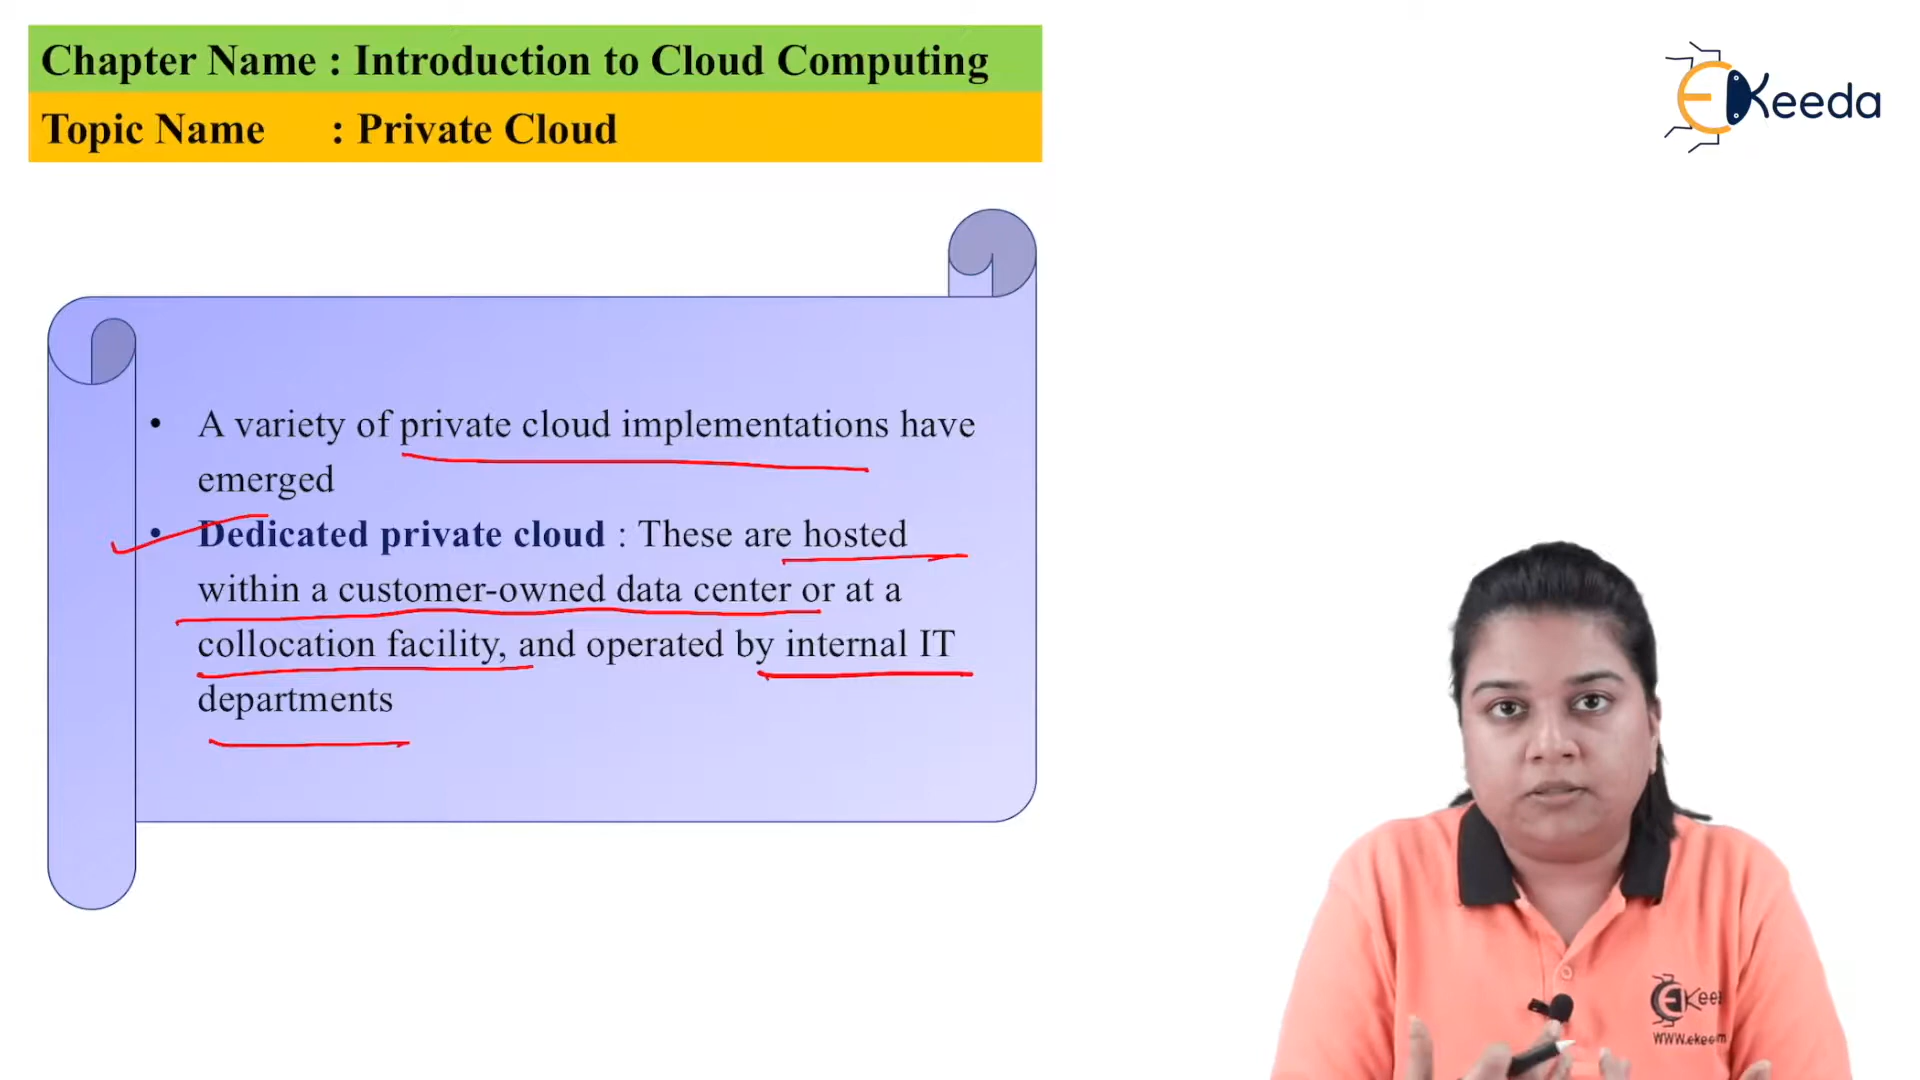 Chapter Name : Introduction to Cloud Computing
Topic Name : Private Cloud
EKeeda
• A variety of private cloud implementations have
emerged
• Dedicated private cloud : These are hosted
within a customer-owned data center or at a
collocation facility, and operated by internal IT
departments